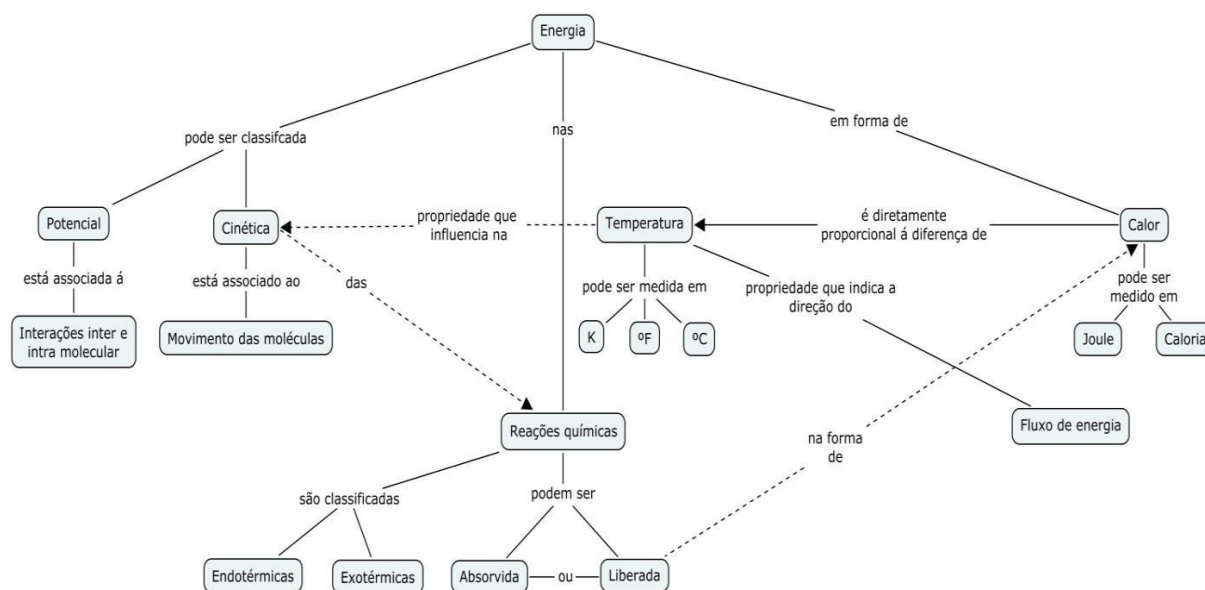 Energia
pode ser classifcada
nas
em forma de
Potencial
Cinética
propriedade que
influencia na
Temperatura
é diretamente
proporcional á diferença de
Calor
está associada á
está associado ao
das
pode ser medida em
propriedade que indica a
direção do
pode ser
medido em
Interações inter e
intra molecular
Movimento das moléculas
K
ºF
ºC
Joule
Caloria
Reações químicas
Fluxo de energia
na forma
de
são classificadas
podem ser
Endotérmicas
Exotérmicas
Absorvida
ou
Liberada